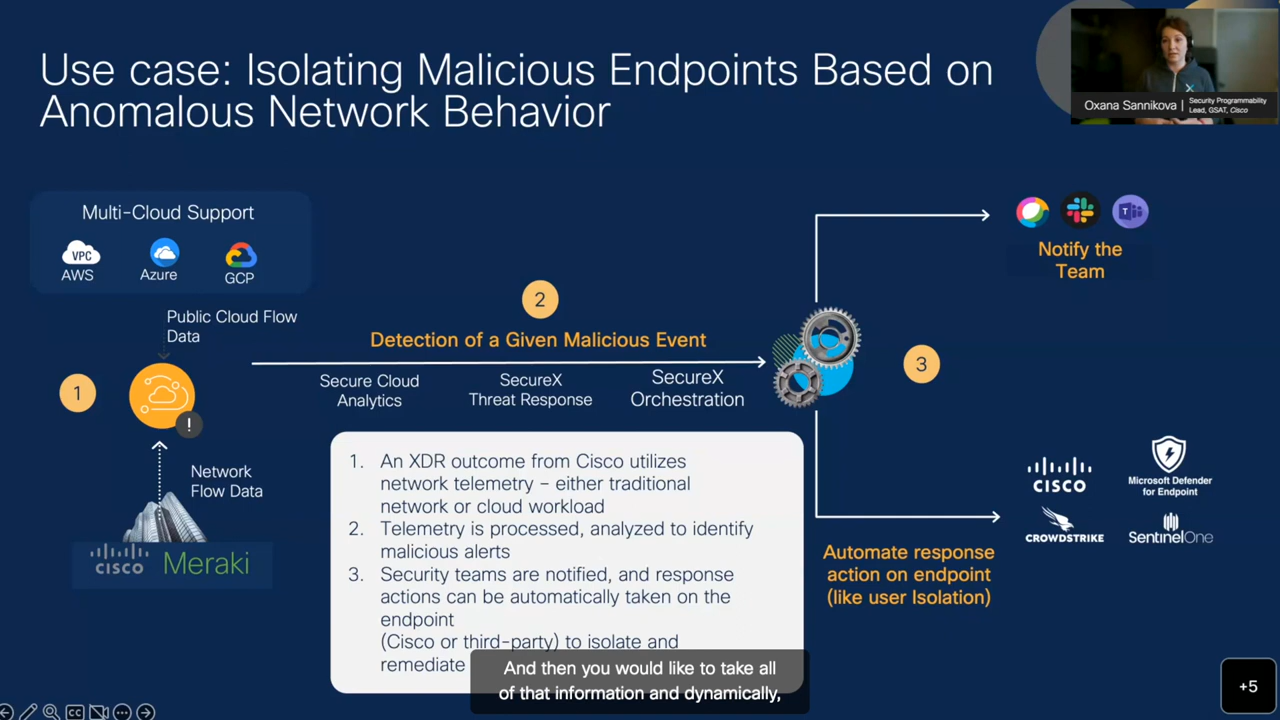 Use case: Isolating Malicious Endpoints Based on
Anomalous Network Behavior
Oxana Sannikova | Security Programmability
Lead, GSAT, Cisco
Multi-Cloud Support
VPC
AWS
Azure
GCP
Public Cloud Flow
Data
1
!
Network
Flow Data
CISCO Meraki
2
Detection of a Given Malicious Event
Secure Cloud
Analytics
SecureX
Threat Response
SecureX
Orchestration
3
Notify the
Team
CISCO
Microsoft Defender
for Endpoint
CROWDSTRIKE
SentinelOne
Automate response
action on endpoint
(like user Isolation)
1. An XDR outcome from Cisco utilizes
network telemetry – either traditional
network or cloud workload
2. Telemetry is processed, analyzed to identify
malicious alerts
3. Security teams are notified, and response
actions can be automatically taken on the
endpoint
(Cisco or third-party) to isolate and
remediate
And then you would like to take all
of that information and dynamically,
CC
+5